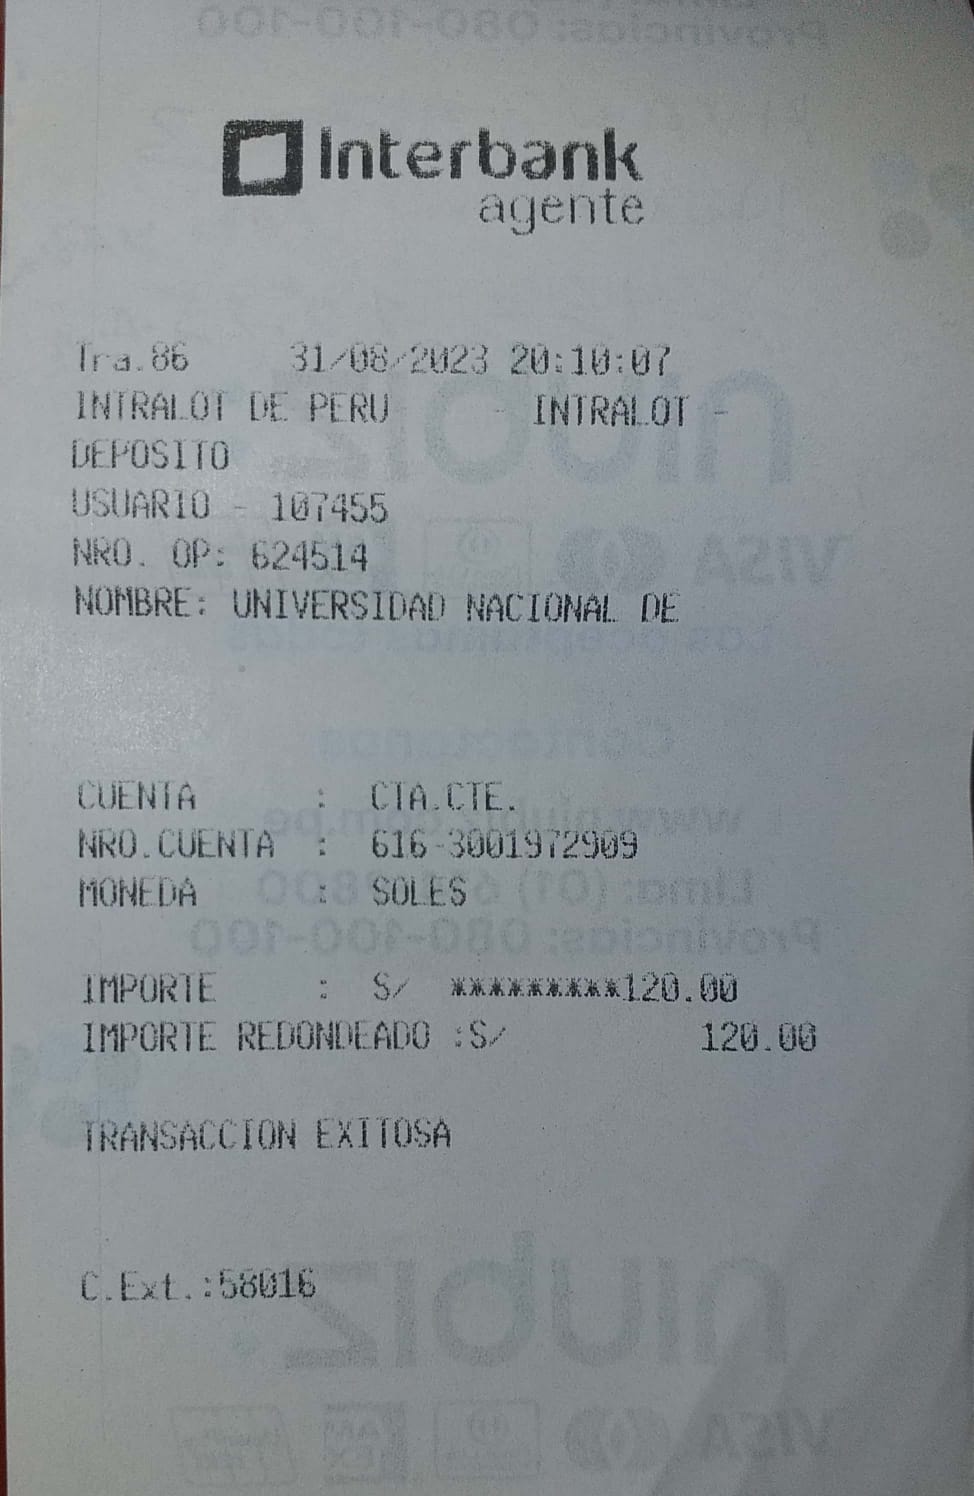 Interbank
agente
Tra.86 31/08/2023 20:10:07
INTRALOT DE PERU - INTRALOT -
DEPOSITO
USUARIO - 107455
NRO. OP: 624514
NOMBRE: UNIVERSIDAD NACIONAL DE
CUENTA : CTA.CTE.
NRO.CUENTA : 616-3001972909
MONEDA : SOLES
IMPORTE : S/ *********120.00
IMPORTE REDONDEADO :S/ 120.00
TRANSACCION EXITOSA
C.Ext.:58016